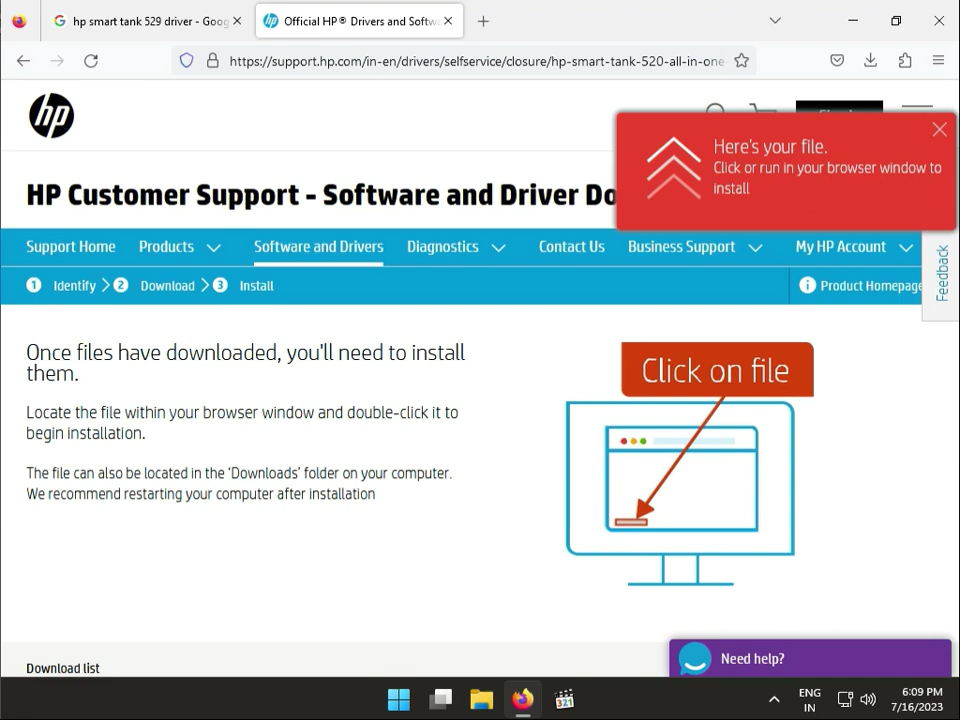 hp smart tank 529 driver - Goog
Official HP® Drivers and Softwa
https://support.hp.com/in-en/drivers/selfservice/closure/hp-smart-tank-520-all-in-one
hp
Here's your file.
Click or run in your browser window to
install
HP Customer Support - Software and Driver Do
Support Home Products Software and Drivers Diagnostics Contact Us Business Support My HP Account
1 Identify 2 Download 3 Install Product Homepage
Feedback
Once files have downloaded, you'll need to install
them.
Click on file
Locate the file within your browser window and double-click it to
begin installation.
The file can also be located in the ‘Downloads’ folder on your computer.
We recommend restarting your computer after installation
Download list
Need help?
321
ENG
IN
6:09 PM
7/16/2023